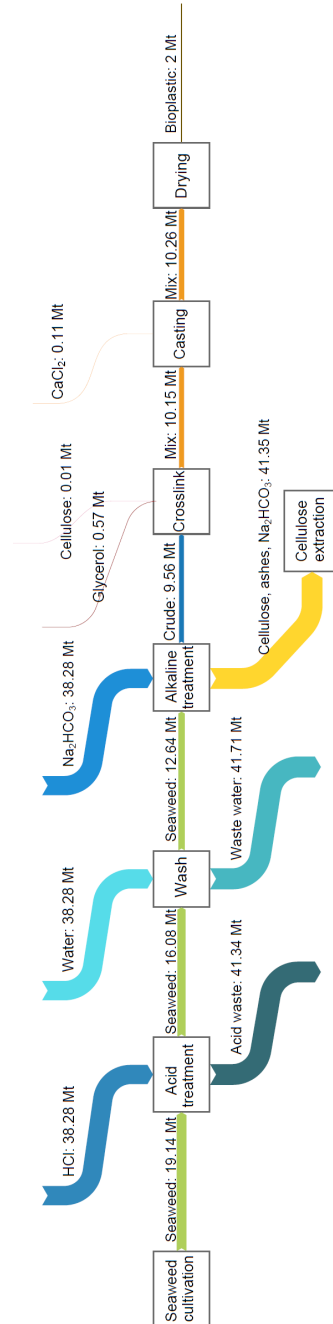 Seaweed
cultivation
Seaweed: 19.14 Mt
HCl: 38.28 Mt
Acid
treatment
Acid waste: 41.34 Mt
Seaweed: 16.08 Mt
Water: 38.28 Mt
Wash
Waste water: 41.71 Mt
Seaweed: 12.64 Mt
Na₂HCO₃: 38.28 Mt
Alkaline
treatment
Cellulose, ashes, Na₂HCO₃: 41.35 Mt
Cellulose
extraction
Crude: 9.56 Mt
Glycerol: 0.57 Mt
Cellulose: 0.01 Mt
Crosslink
Mix: 10.15 Mt
CaCl₂: 0.11 Mt
Casting
Mix: 10.26 Mt
Drying
Bioplastic: 2 Mt